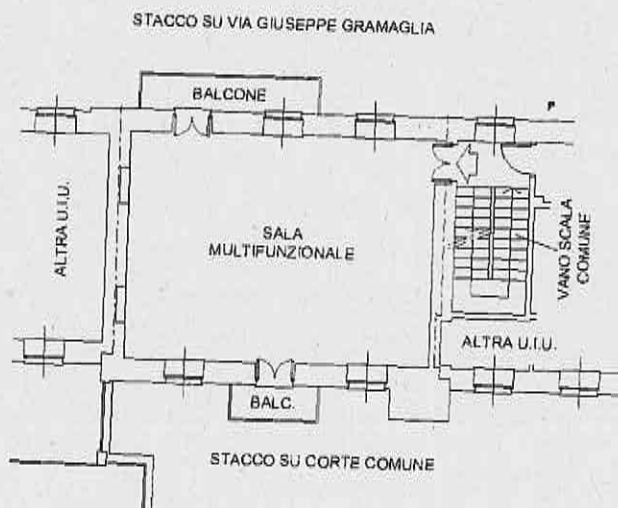 STACCO SU VIA GIUSEPPE GRAMAGLIA
BALCONE
P
ALTRA U.I.U.
SALA
MULTIFUNZIONALE
VANO SCALA
COMUNE
ALTRA U.I.U.
BALC.
STACCO SU CORTE COMUNE